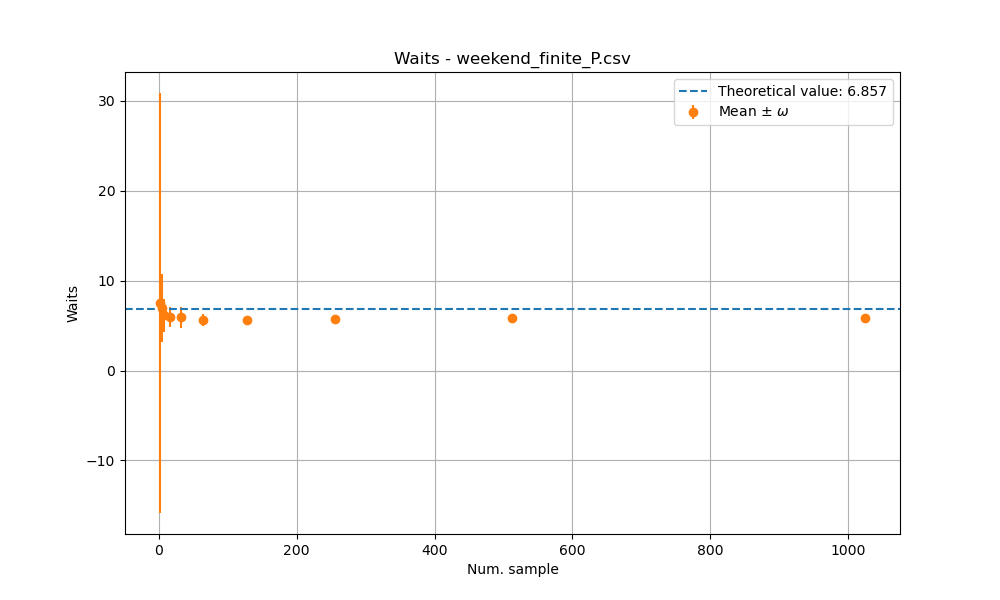 Waits - weekend_finite_P.csv
Theoretical value: 6.857
Mean ± ω
Waits
30
20
10
0
−10
0
200
400
600
800
1000
Num. sample